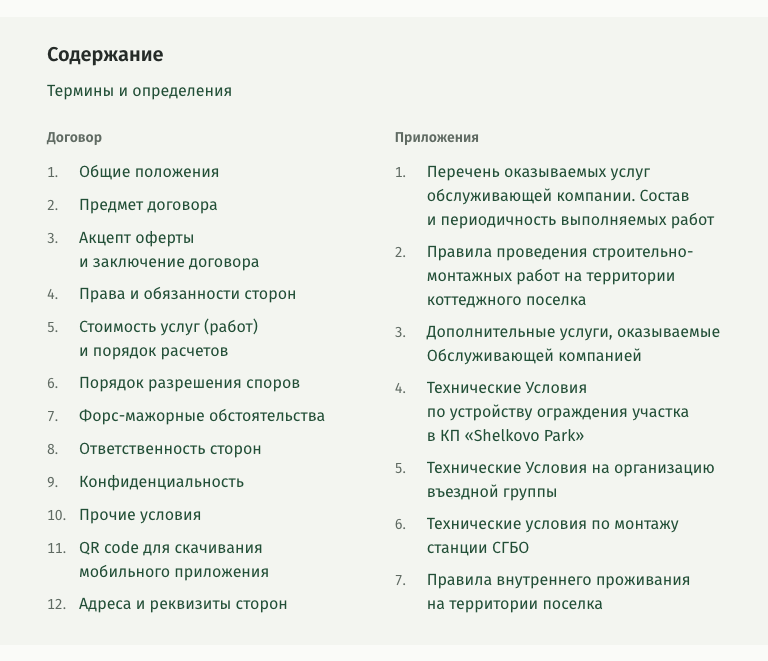 Содержание
Термины и определения
Договор
1. Общие положения
2. Предмет договора
3. Акцепт оферты
и заключение договора
4. Права и обязанности сторон
5. Стоимость услуг (работ)
и порядок расчетов
6. Порядок разрешения споров
7. Форс-мажорные обстоятельства
8. Ответственность сторон
9. Конфиденциальность
10. Прочие условия
11. QR code для скачивания
мобильного приложения
12. Адреса и реквизиты сторон
Приложения
1. Перечень оказываемых услуг
обслуживающей компании. Состав
и периодичность выполняемых работ
2. Правила проведения строительно-
монтажных работ на территории
коттеджного поселка
3. Дополнительные услуги, оказываемые
Обслуживающей компанией
4. Технические Условия
по устройству ограждения участка
в КП «Shelkovo Park»
5. Технические Условия на организацию
въездной группы
6. Технические условия по монтажу
станции СГБО
7. Правила внутреннего проживания
на территории поселка